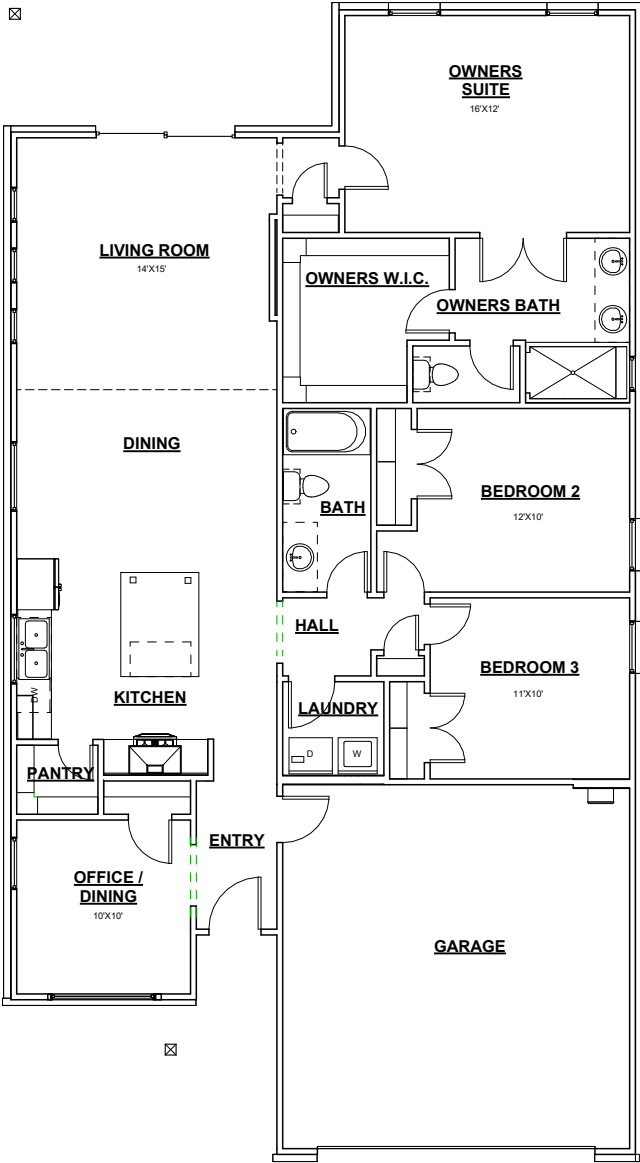 OWNERS
SUITE
16'X12'
LIVING ROOM
14'X15'
OWNERS W.I.C.
OWNERS BATH
DINING
BEDROOM 2
12'X10'
BATH
HALL
BEDROOM 3
11'X10'
DW
KITCHEN
LAUNDRY
D
W
PANTRY
ENTRY
OFFICE /
DINING
10'X10'
GARAGE